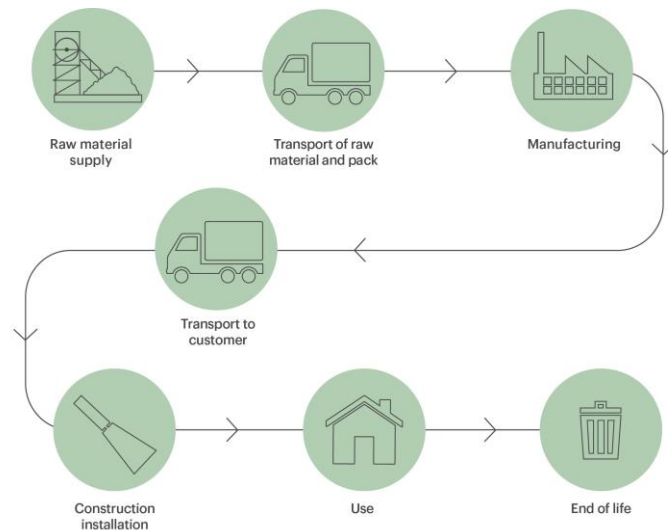 Raw material
supply
Transport of raw
material and pack
Manufacturing
Transport to
customer
Construction
installation
Use
End of life